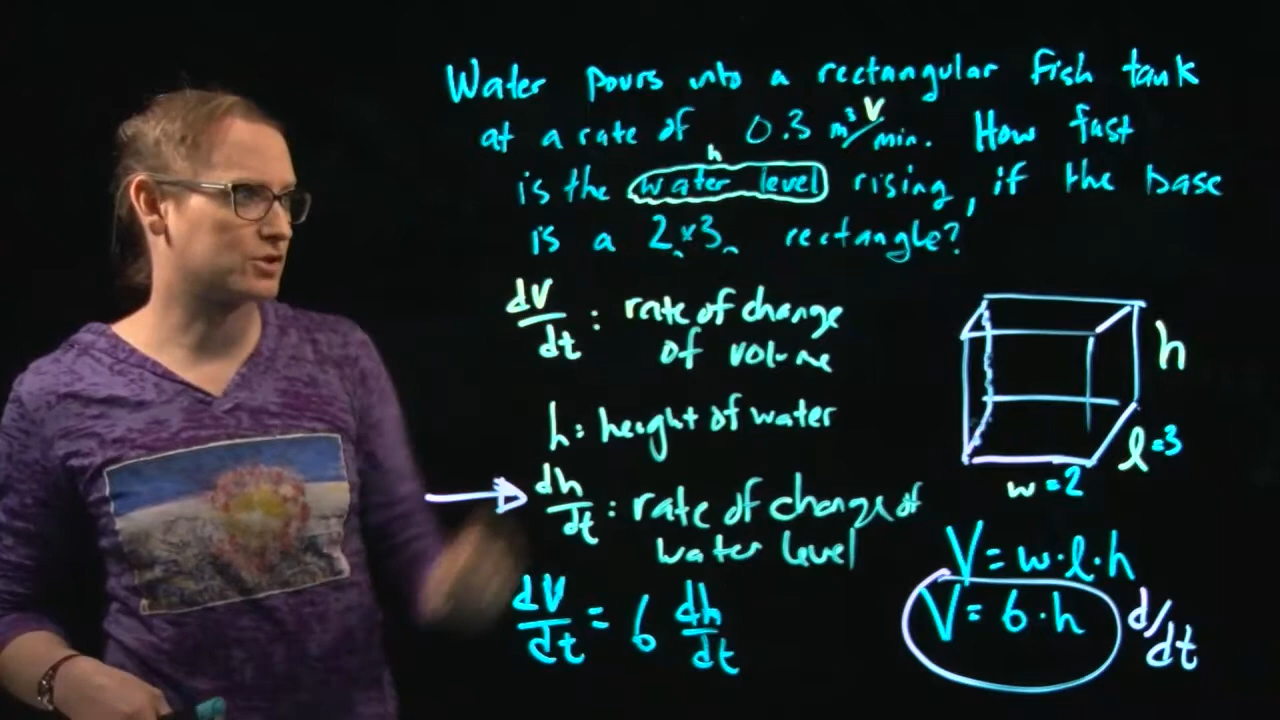 Water pours into a rectangular fish tank
at a rate of 0.3 m³/min. How fast
V
h
is the water level rising, if the base
is a 2m×3m rectangle?
dV/dt: rate of change
of volume
h: height of water
dh/dt: rate of change of
water level
dV/dt = 6 dh/dt
h
l=3
w=2
V=w·l·h
V=6·h
d/dt